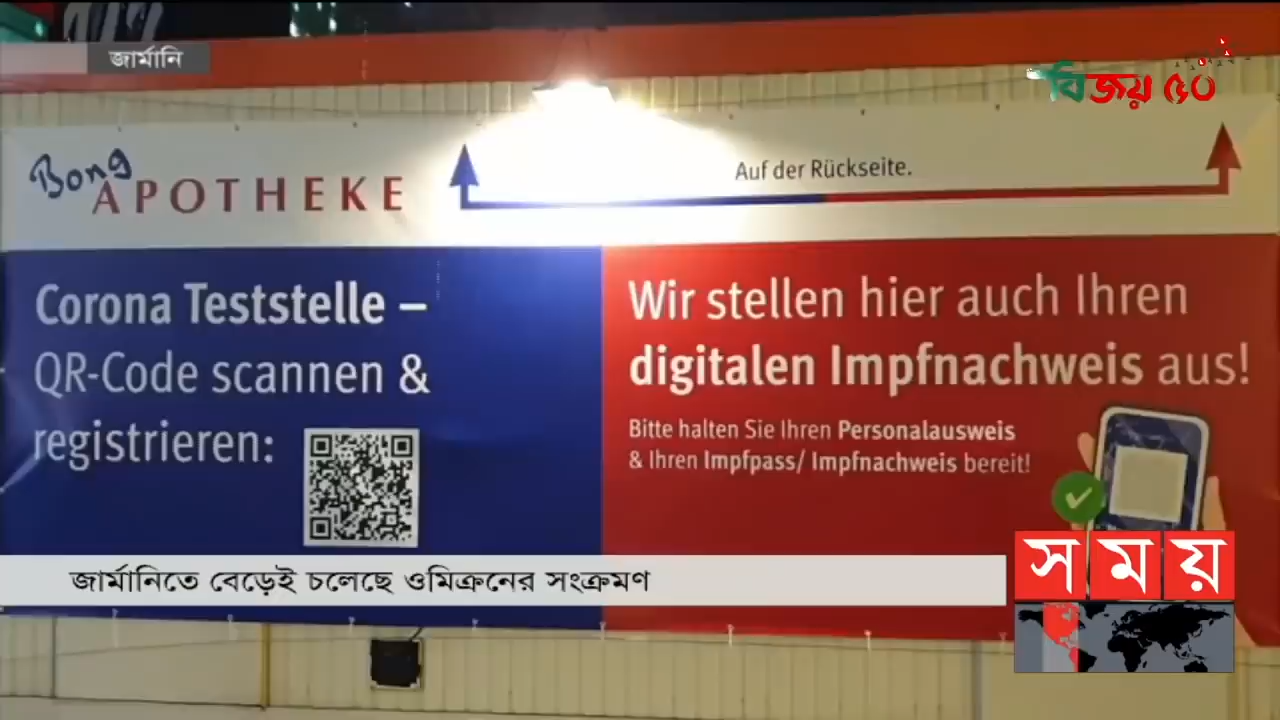 জার্মানি
বিজয় ৫০
Bong
APOTHEKE
Auf der Rückseite.
Corona Teststelle –
QR-Code scannen &
registrieren:
Wir stellen hier auch Ihren
digitalen Impfnachweis aus!
Bitte halten Sie Ihren Personalausweis
& Ihren Impfpass/ Impfnachweis bereit!
জার্মানিতে বেড়েই চলেছে ওমিক্রনের সংক্রমণ
সময়